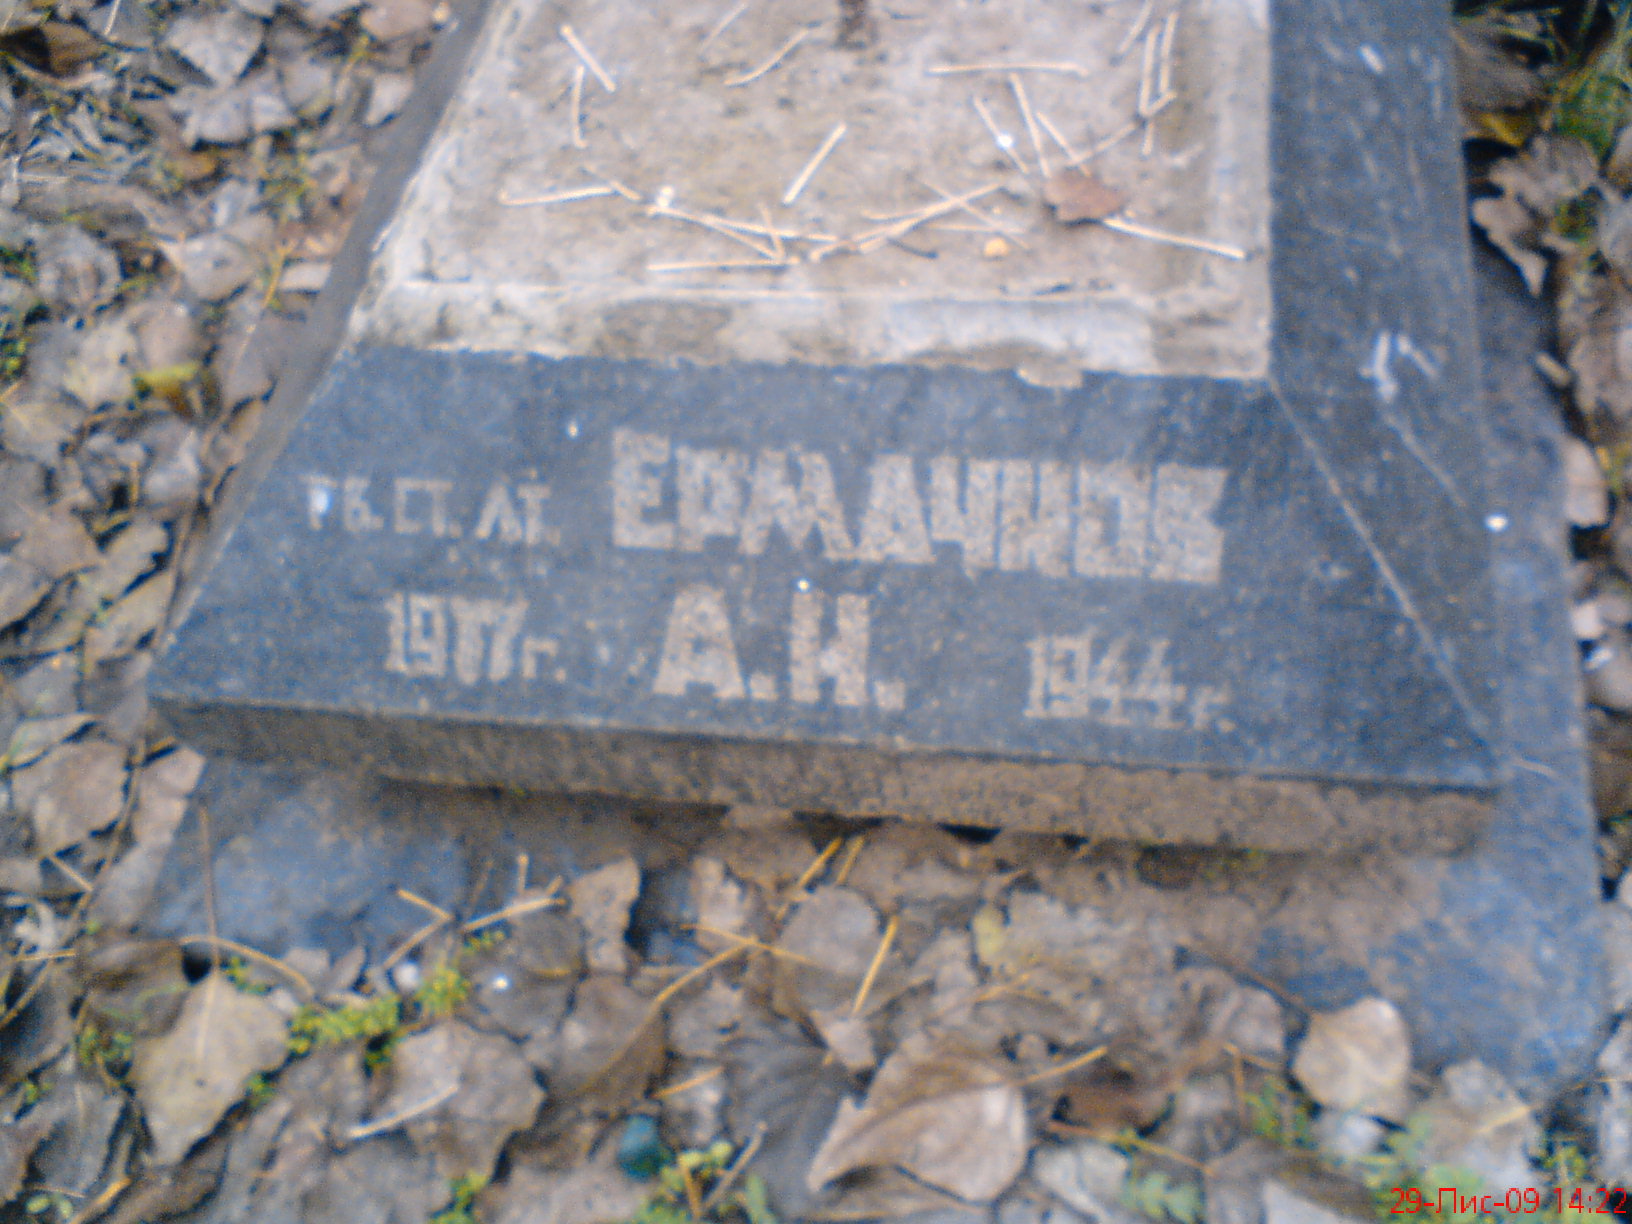 ГВ.СТ.ЛТ. ЕРМАЧКОВ
1917г. А.Н. 1944г.
29-Лис-09 14:22